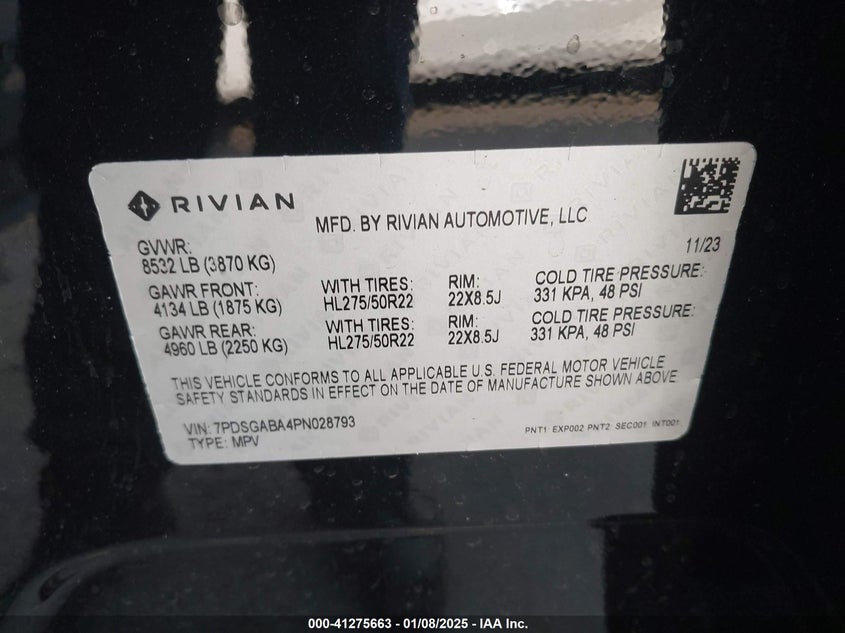 RIVIAN
MFD. BY RIVIAN AUTOMOTIVE, LLC
11/23
GVWR:
8532 LB (3870 KG)
GAWR FRONT: WITH TIRES: RIM: COLD TIRE PRESSURE:
4134 LB (1875 KG) HL275/50R22 22X8.5J 331 KPA, 48 PSI
GAWR REAR: WITH TIRES: RIM: COLD TIRE PRESSURE:
4960 LB (2250 KG) HL275/50R22 22X8.5J 331 KPA, 48 PSI
THIS VEHICLE CONFORMS TO ALL APPLICABLE U.S. FEDERAL MOTOR VEHICLE
SAFETY STANDARDS IN EFFECT ON THE DATE OF MANUFACTURE SHOWN ABOVE
VIN: 7PDSGABA4PN028793
TYPE: MPV
PNT1 EXP002 PNT2 SEC001 INT001
000-41275663 - 01/08/2025 - IAA Inc.